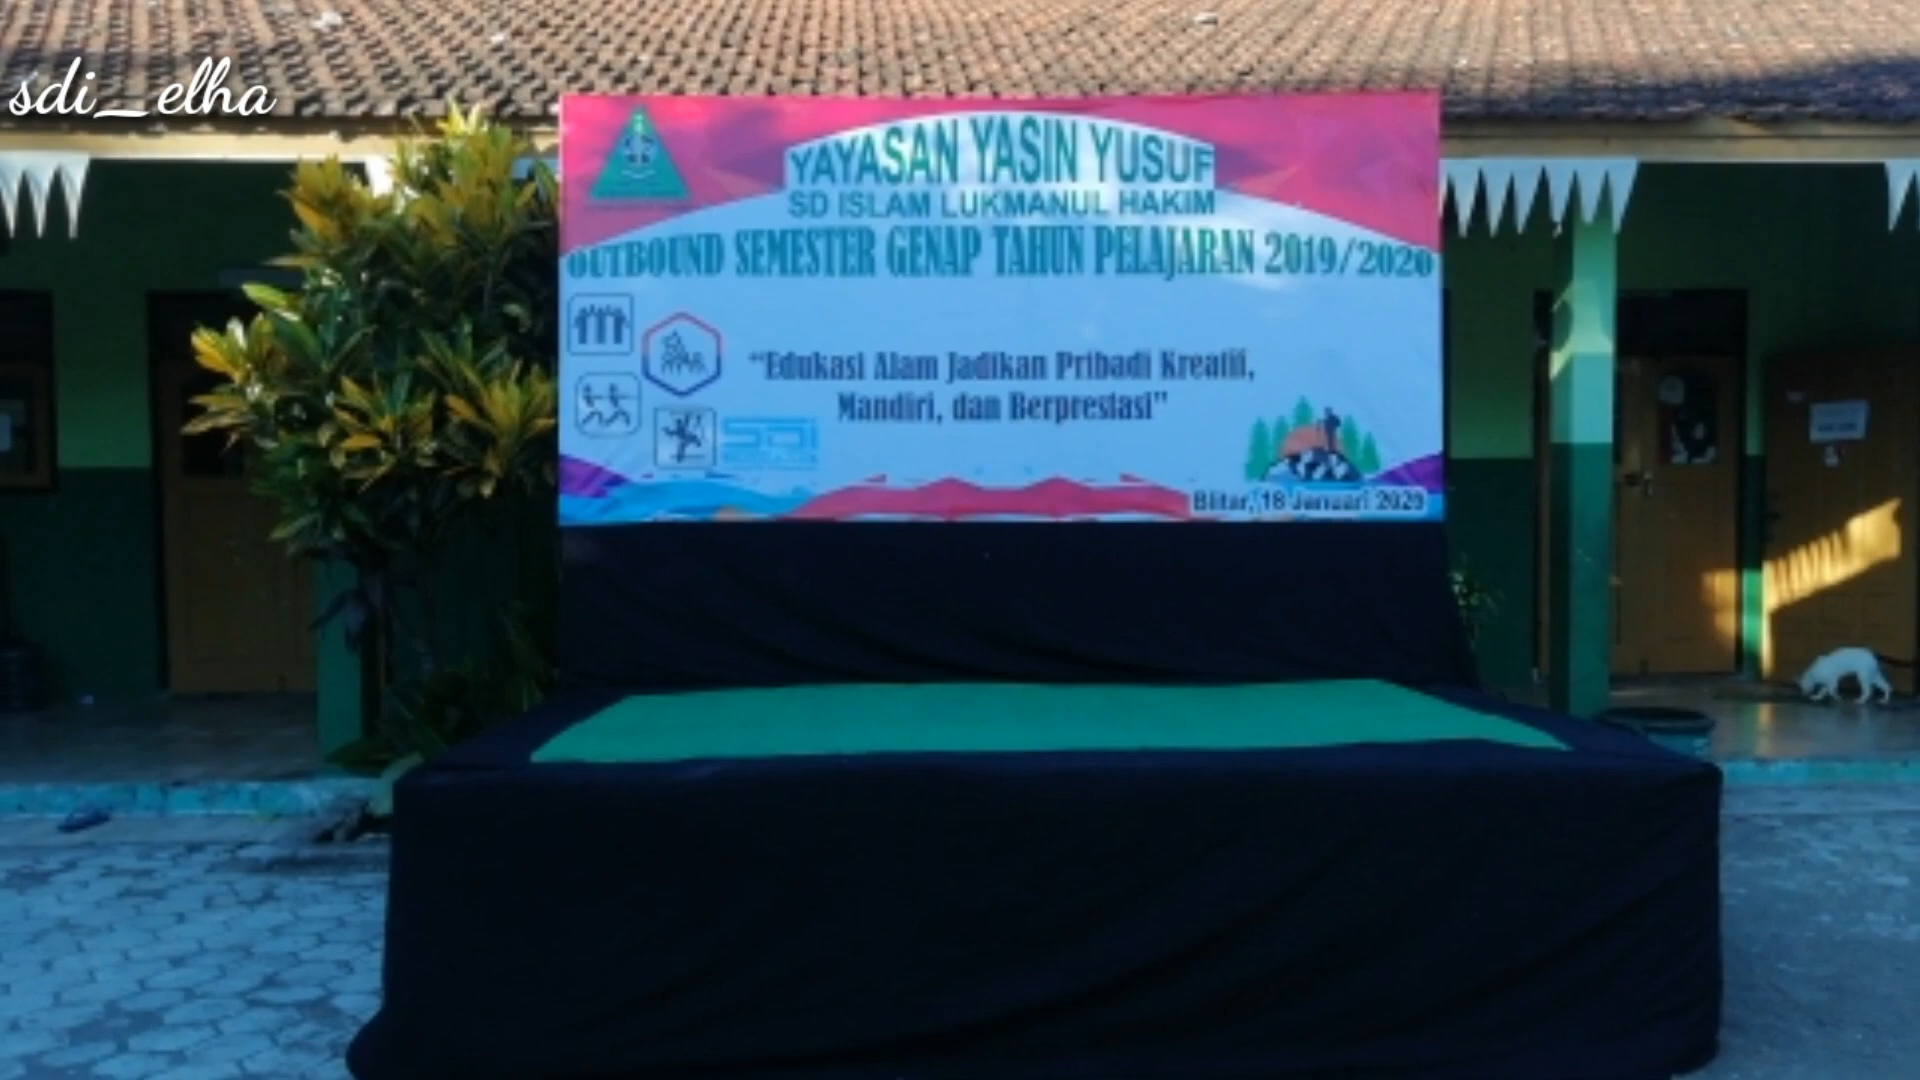 sdi_elha
YAYASAN YASIN YUSUF
SD ISLAM LUKMANUL HAKIM
OUTBOUND SEMESTER GENAP TAHUN PELAJARAN 2019/2020
"Edukasi Alam Jadikan Pribadi Kreatif,
Mandiri, dan Berprestasi"
SDI
Blitar, 18 Januari 2020